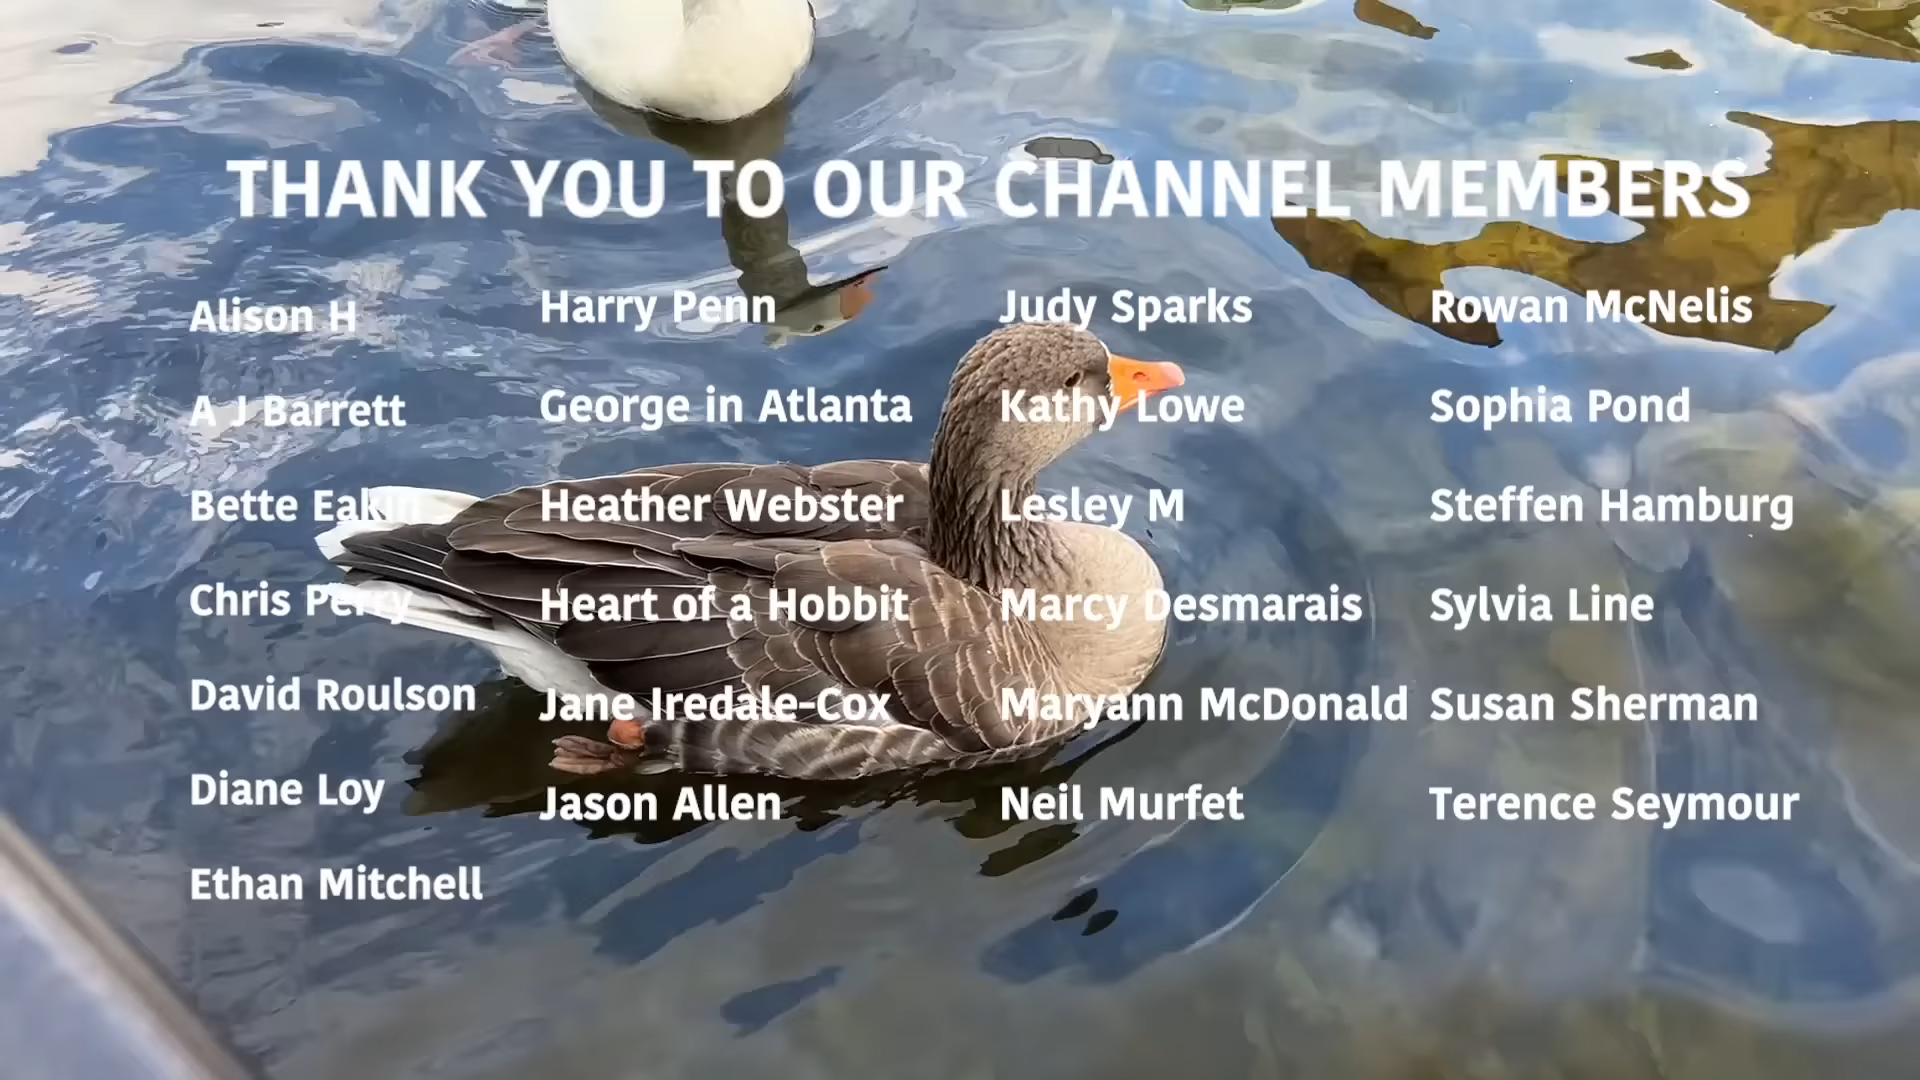 THANK YOU TO OUR CHANNEL MEMBERS
Alison H
A J Barrett
Bette Eakin
Chris Perry
David Roulson
Diane Loy
Ethan Mitchell
Harry Penn
George in Atlanta
Heather Webster
Heart of a Hobbit
Jane Iredale-Cox
Jason Allen
Judy Sparks
Kathy Lowe
Lesley M
Marcy Desmarais
Maryann McDonald
Neil Murfet
Rowan McNelis
Sophia Pond
Steffen Hamburg
Sylvia Line
Susan Sherman
Terence Seymour